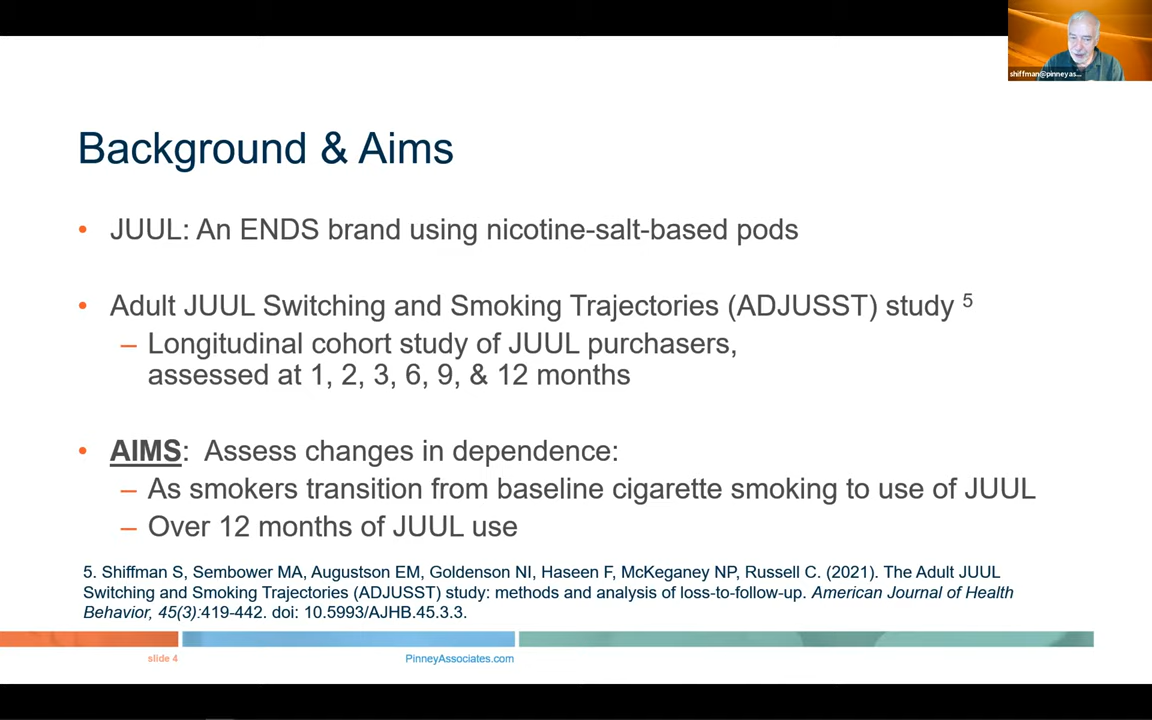 shiffman@pinneyas...
Background & Aims
• JUUL: An ENDS brand using nicotine-salt-based pods
• Adult JUUL Switching and Smoking Trajectories (ADJUSST) study 5
– Longitudinal cohort study of JUUL purchasers,
assessed at 1, 2, 3, 6, 9, & 12 months
• AIMS: Assess changes in dependence:
– As smokers transition from baseline cigarette smoking to use of JUUL
– Over 12 months of JUUL use
5. Shiffman S, Sembower MA, Augustson EM, Goldenson NI, Haseen F, McKeganey NP, Russell C. (2021). The Adult JUUL
Switching and Smoking Trajectories (ADJUSST) study: methods and analysis of loss-to-follow-up. American Journal of Health
Behavior, 45(3):419-442. doi: 10.5993/AJHB.45.3.3.
slide 4
PinneyAssociates.com